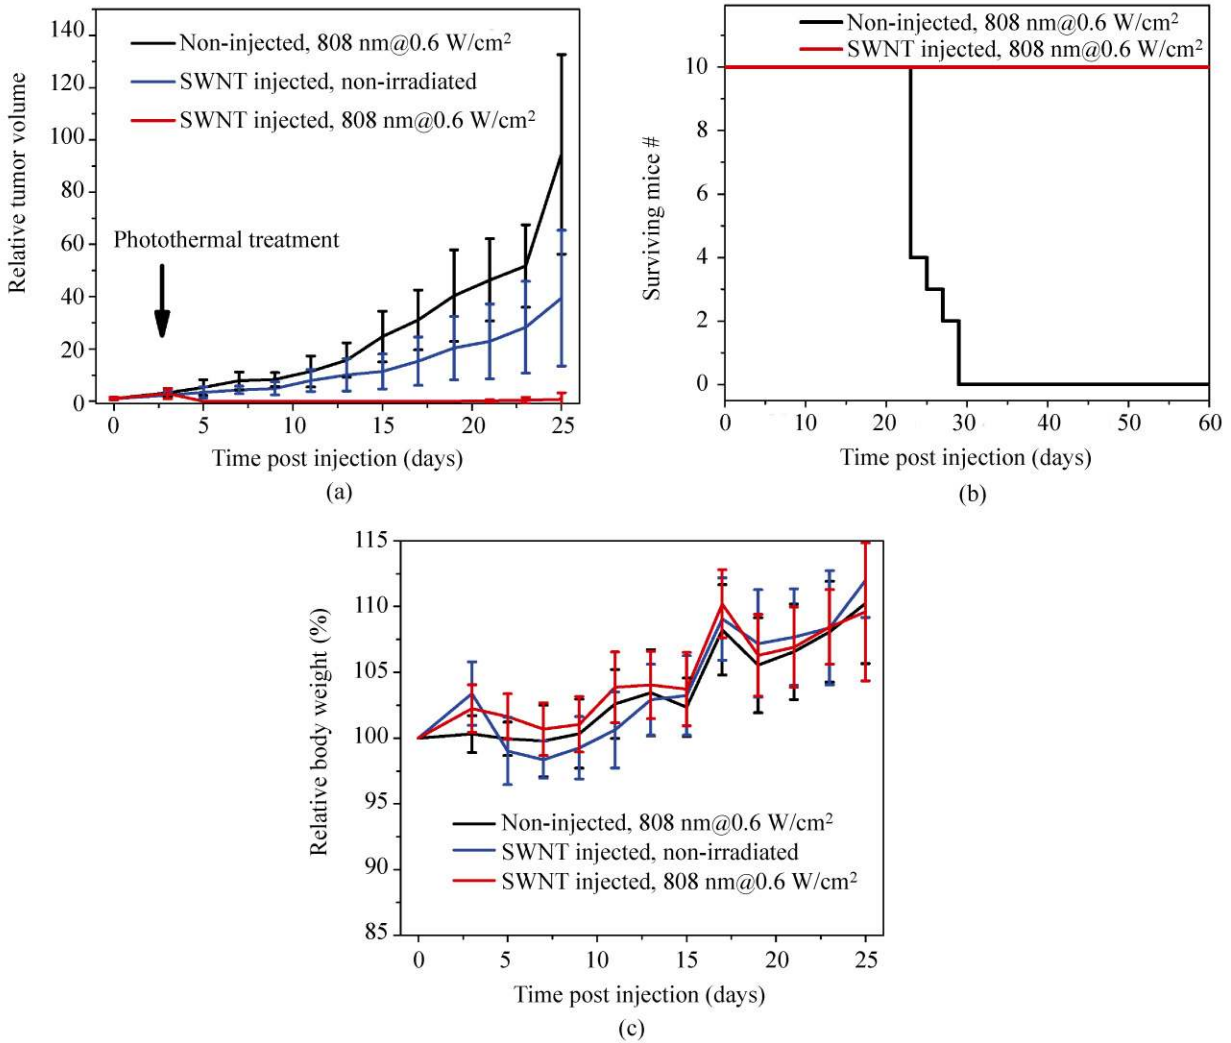 140
120
100
80
60
40
20
0
Relative tumor volume
Non-injected, 808 nm@0.6 W/cm²
SWNT injected, non-irradiated
SWNT injected, 808 nm@0.6 W/cm²
Photothermal treatment
0 5 10 15 20 25
Time post injection (days)
(a)
Non-injected, 808 nm@0.6 W/cm²
SWNT injected, 808 nm@0.6 W/cm²
10
8
6
4
2
0
Surviving mice #
0 10 20 30 40 50 60
Time post injection (days)
(b)
115
110
105
100
95
90
85
Relative body weight (%)
Non-injected, 808 nm@0.6 W/cm²
SWNT injected, non-irradiated
SWNT injected, 808 nm@0.6 W/cm²
0 5 10 15 20 25
Time post injection (days)
(c)